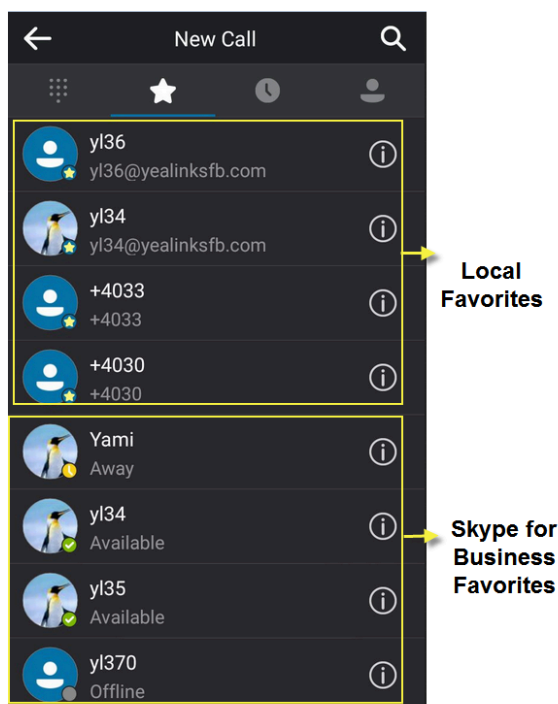 New Call
yl36
yl36@yealinksfb.com
yl34
yl34@yealinksfb.com
+4033
+4033
+4030
+4030
Local
Favorites
Yami
Away
yl34
Available
yl35
Available
yl370
Offline
Skype for
Business
Favorites